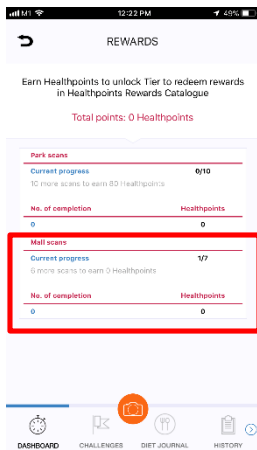 M1 12:22 PM 49%
REWARDS
Earn Healthpoints to unlock Tier to redeem rewards
in Healthpoints Rewards Catalogue
Total points: 0 Healthpoints
Park scans
Current progress 0/10
10 more scans to earn 80 Healthpoints
No. of completion Healthpoints
0 0
Mall scans
Current progress 1/7
6 more scans to earn 0 Healthpoints
No. of completion Healthpoints
0 0
DASHBOARD CHALLENGES DIET JOURNAL HISTORY